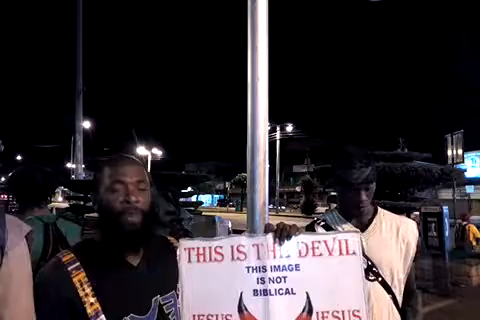 THIS IS THE DEVIL
THIS IMAGE
IS NOT
BIBLICAL
JESUS JESUS